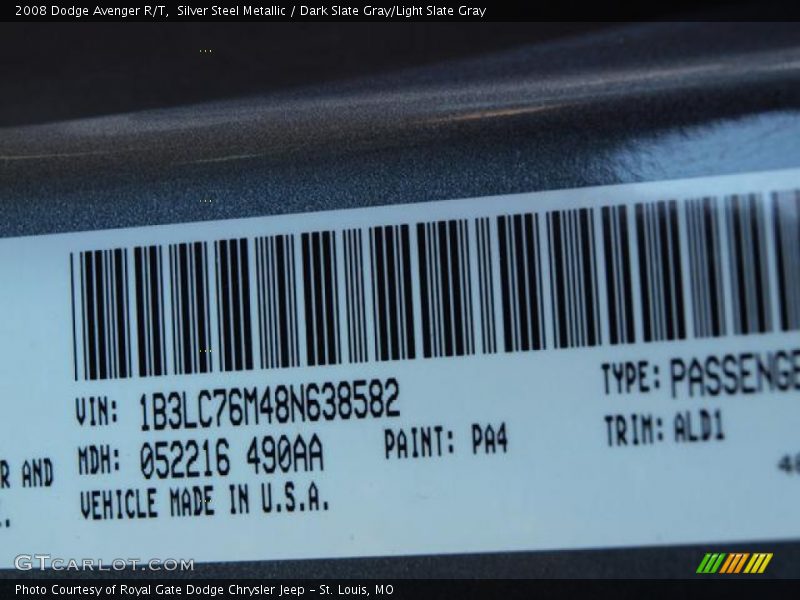 2008 Dodge Avenger R/T,  Silver Steel Metallic / Dark Slate Gray/Light Slate Gray
VIN: 1B3LC76M48N638582
TYPE: PASSENGE
R AND
MDH: 052216 490AA
PAINT: PA4
TRIM: ALD1
VEHICLE MADE IN U.S.A.
GTCARLOT.COM
Photo Courtesy of Royal Gate Dodge Chrysler Jeep - St. Louis, MO